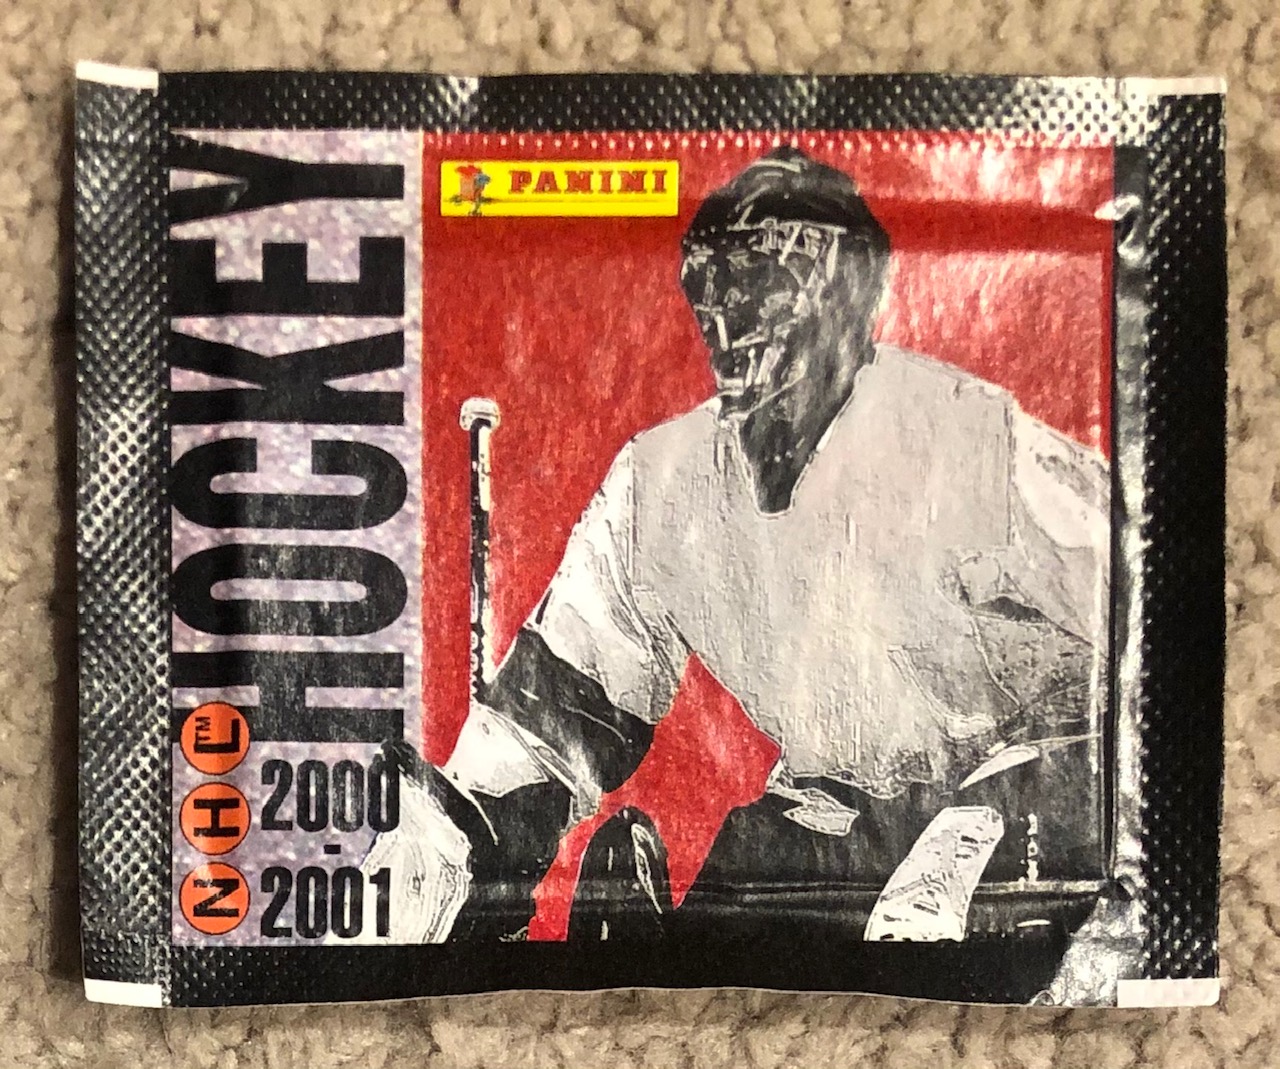 PANINI
HOCKEY
NHL™
2000
-
2001